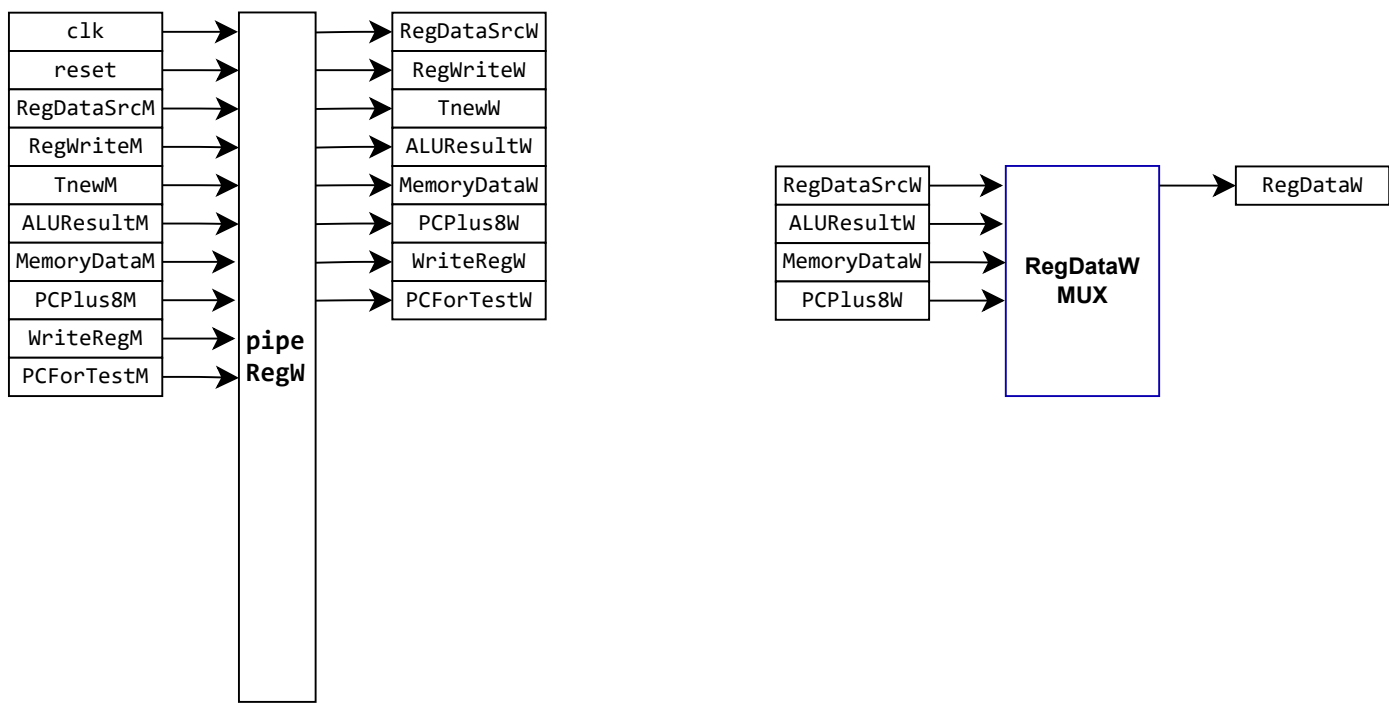 clk
reset
RegDataSrcM
RegWriteM
TnewM
ALUResultM
MemoryDataM
PCPlus8M
WriteRegM
PCForTestM
pipe
RegW
RegDataSrcW
RegWriteW
TnewW
ALUResultW
MemoryDataW
PCPlus8W
WriteRegW
PCForTestW
RegDataSrcW
ALUResultW
MemoryDataW
PCPlus8W
RegDataW
MUX
RegDataW